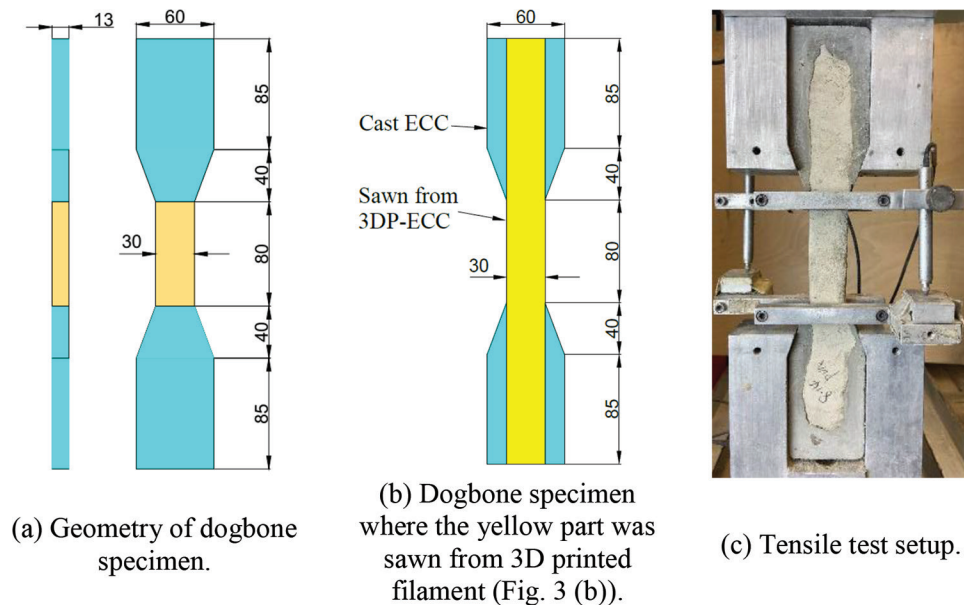 13
60
85
40
30
80
40
85
60
Cast ECC
85
40
Sawn from
3DP-ECC
30
80
40
85
(a) Geometry of dogbone
specimen.
(b) Dogbone specimen
where the yellow part was
sawn from 3D printed
filament (Fig. 3 (b)).
(c) Tensile test setup.